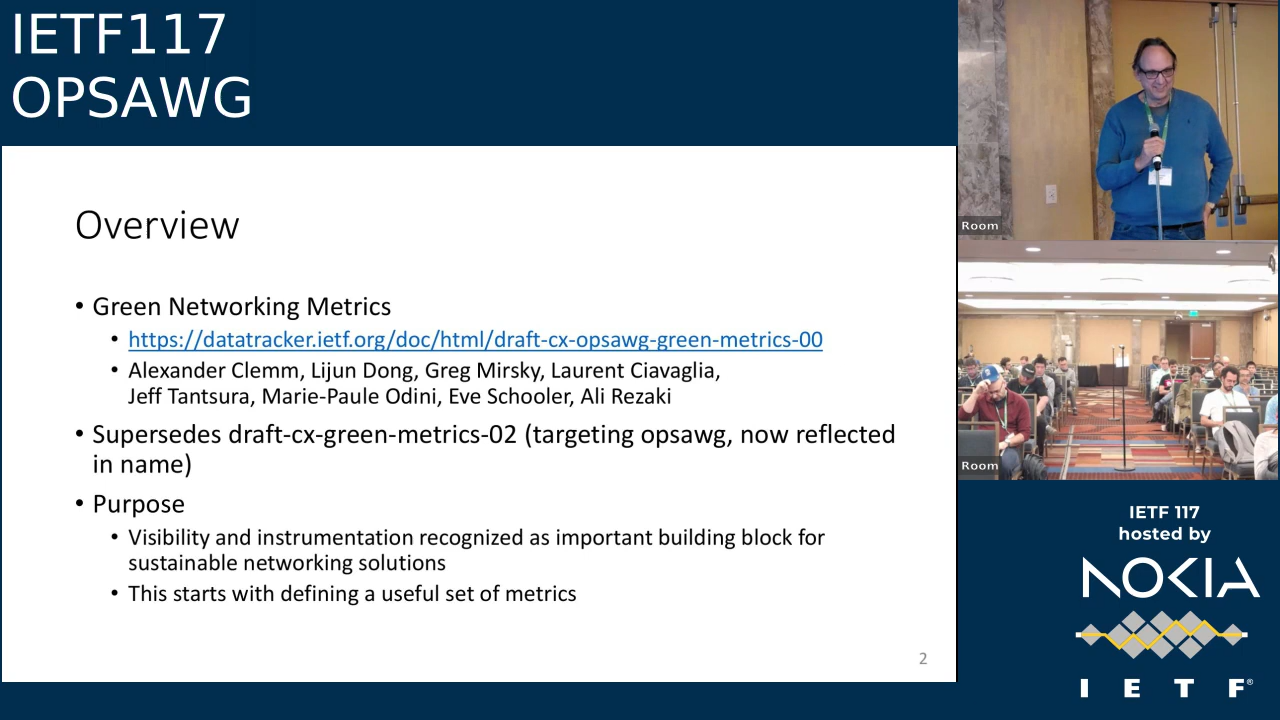 IETF117
OPSAWG
Overview
• Green Networking Metrics
• https://datatracker.ietf.org/doc/html/draft-cx-opsawg-green-metrics-00
• Alexander Clemm, Lijun Dong, Greg Mirsky, Laurent Ciavaglia,
Jeff Tantsura, Marie-Paule Odini, Eve Schooler, Ali Rezaki
• Supersedes draft-cx-green-metrics-02 (targeting opsawg, now reflected
in name)
• Purpose
• Visibility and instrumentation recognized as important building block for
sustainable networking solutions
• This starts with defining a useful set of metrics
2
Room
Room
IETF 117
hosted by
NOKIA
I E T F®